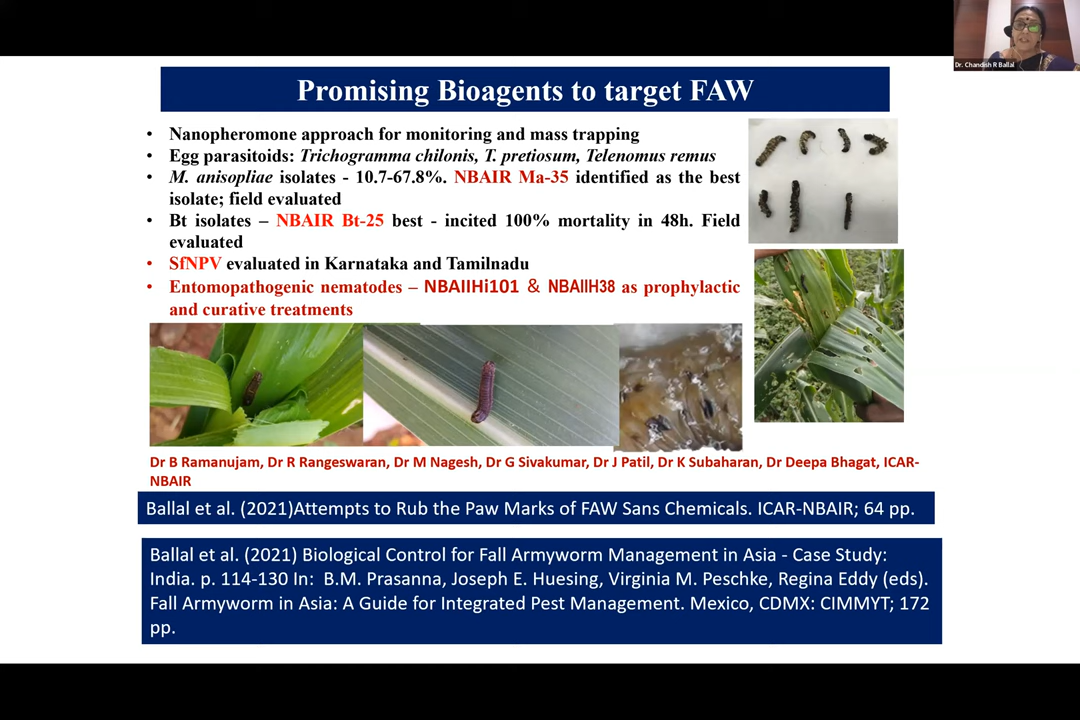 Dr. Chandish R Ballal
Promising Bioagents to target FAW
• Nanopheromone approach for monitoring and mass trapping
• Egg parasitoids: Trichogramma chilonis, T. pretiosum, Telenomus remus
• M. anisopliae isolates - 10.7-67.8%. NBAIR Ma-35 identified as the best
isolate; field evaluated
• Bt isolates – NBAIR Bt-25 best - incited 100% mortality in 48h. Field
evaluated
• SfNPV evaluated in Karnataka and Tamilnadu
• Entomopathogenic nematodes – NBAIIHi101 & NBAIIH38 as prophylactic
and curative treatments
Dr B Ramanujam, Dr R Rangeswaran, Dr M Nagesh, Dr G Sivakumar, Dr J Patil, Dr K Subaharan, Dr Deepa Bhagat, ICAR-
NBAIR
Ballal et al. (2021)Attempts to Rub the Paw Marks of FAW Sans Chemicals. ICAR-NBAIR; 64 pp.
Ballal et al. (2021) Biological Control for Fall Armyworm Management in Asia - Case Study:
India. p. 114-130 In: B.M. Prasanna, Joseph E. Huesing, Virginia M. Peschke, Regina Eddy (eds).
Fall Armyworm in Asia: A Guide for Integrated Pest Management. Mexico, CDMX: CIMMYT; 172
pp.